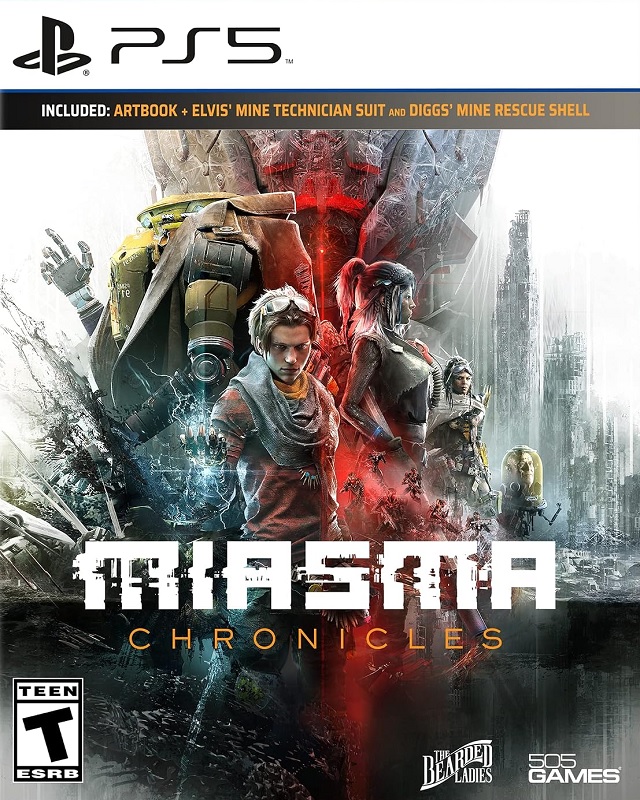 PS5
INCLUDED: ARTBOOK + ELVIS' MINE TECHNICIAN SUIT AND DIGGS' MINE RESCUE SHELL
MIASMA
CHRONICLES
TEEN
T
ESRB
THE BEARDED LADIES
505 GAMES